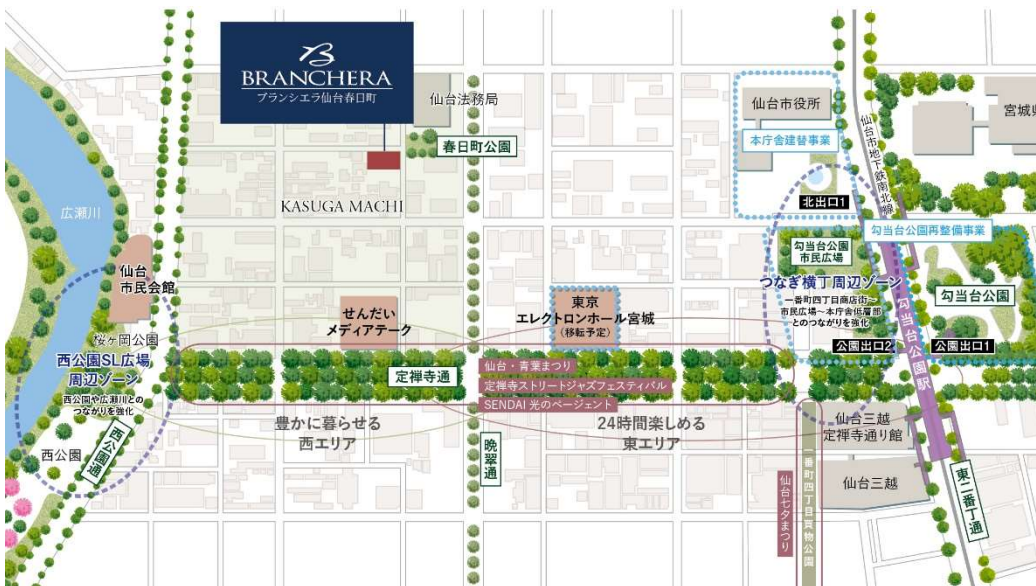 BRANCHERA
ブランシエラ仙台春日町
仙台法務局
春日町公園
KASUGA MACHI
広瀬川
仙台
市民会館
桜ヶ岡公園
西公園SL広場
周辺ゾーン
西公園や広瀬川との
つながりを強化
西公園
西公園通
せんだい
メディアテーク
定禅寺通
豊かに暮らせる
西エリア
東京
エレクトロンホール宮城
（移転予定）
仙台・青葉まつり
定禅寺ストリートジャズフェスティバル
SENDAI 光のページェント
24時間楽しめる
東エリア
晩翠通
仙台市役所
本庁舎建替事業
北出口1
仙台市地下鉄南北線
宮城県
勾当台公園再整備事業
勾当台公園
市民広場
つなぎ横丁周辺ゾーン
一番町四丁目商店街～
市民広場～本庁舎低層部
とのつながりを強化
勾当台公園
公園出口2
公園出口1
勾当台公園駅
仙台三越
定禅寺通り館
仙台三越
一番町四丁目買物公園
仙台七夕まつり
東二番丁通